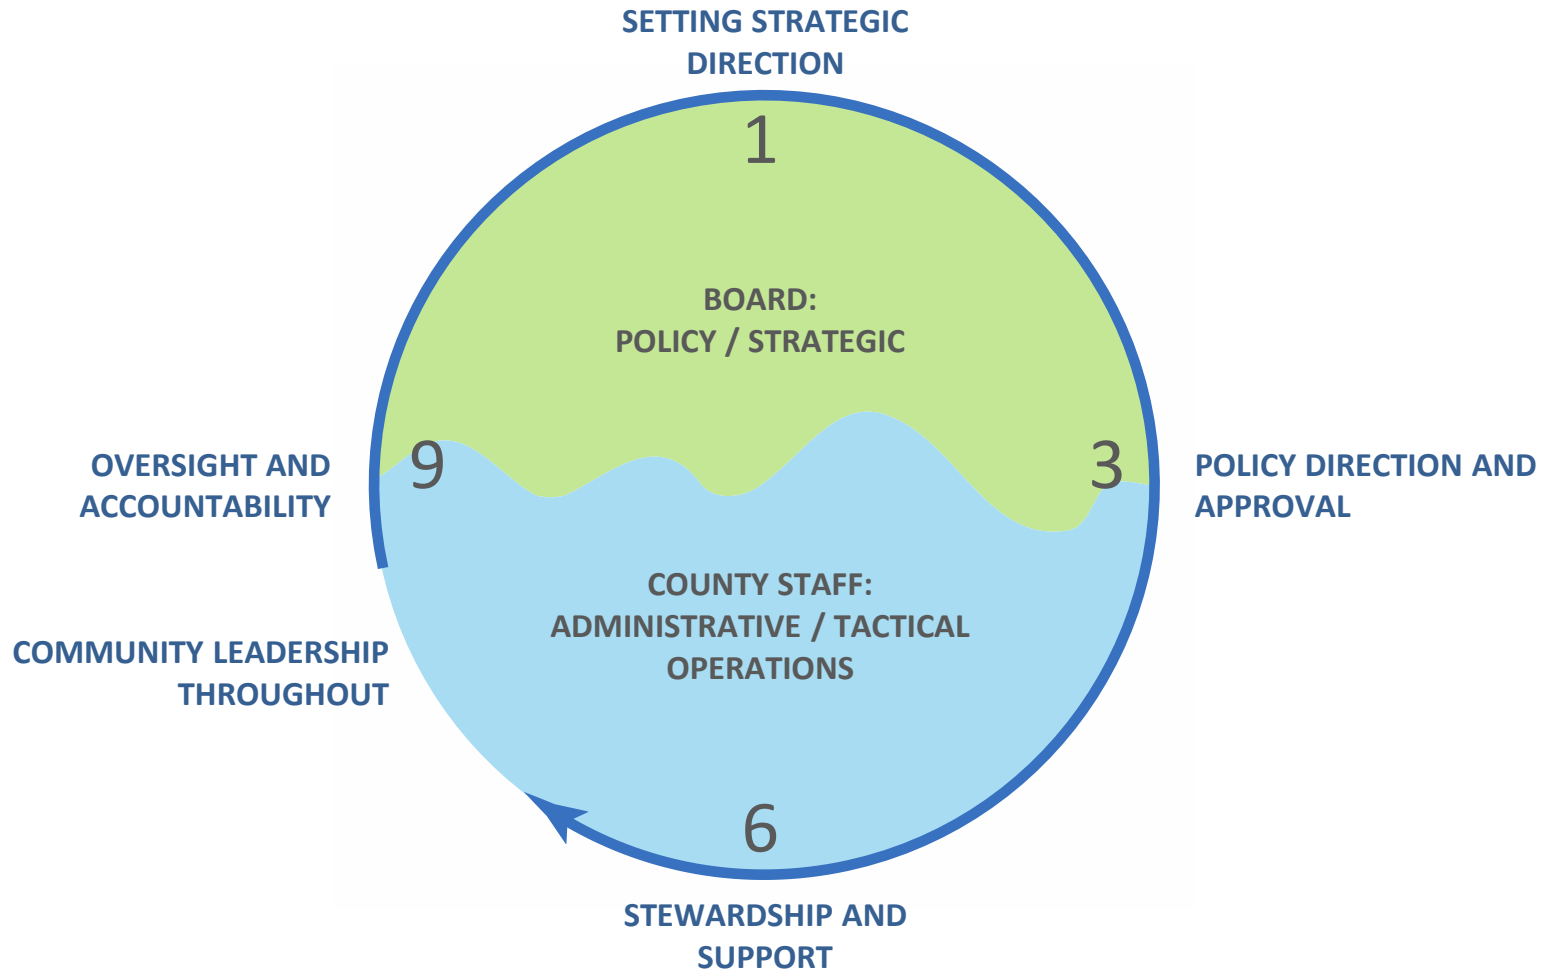 SETTING STRATEGIC
DIRECTION
1
BOARD:
POLICY / STRATEGIC
OVERSIGHT AND
ACCOUNTABILITY
9
3
POLICY DIRECTION AND
APPROVAL
COUNTY STAFF:
ADMINISTRATIVE / TACTICAL
OPERATIONS
COMMUNITY LEADERSHIP
THROUGHOUT
6
STEWARDSHIP AND
SUPPORT